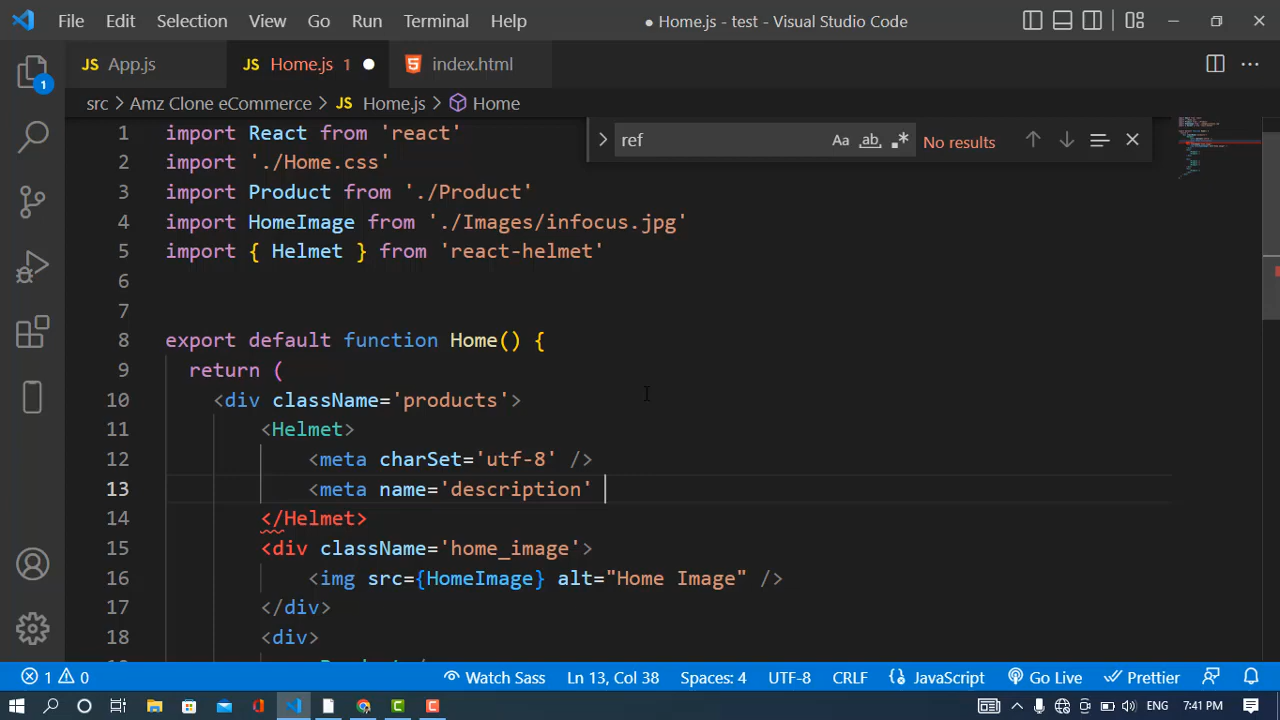 File Edit Selection View Go Run Terminal Help ● Home.js - test - Visual Studio Code
JS App.js JS Home.js 1 ● index.html
src > Amz Clone eCommerce > JS Home.js > Home
ref Aa ab .* No results
1 import React from 'react'
2 import './Home.css'
3 import Product from './Product'
4 import HomeImage from './Images/infocus.jpg'
5 import { Helmet } from 'react-helmet'
6
7
8 export default function Home() {
9 return (
10 <div className='products'>
11 <Helmet>
12 <meta charSet='utf-8' />
13 <meta name='description'
14 </Helmet>
15 <div className='home_image'>
16 <img src={HomeImage} alt="Home Image" />
17 </div>
18 <div>
1
1 0 Watch Sass Ln 13, Col 38 Spaces: 4 UTF-8 CRLF JavaScript Go Live Prettier
ENG 7:41 PM